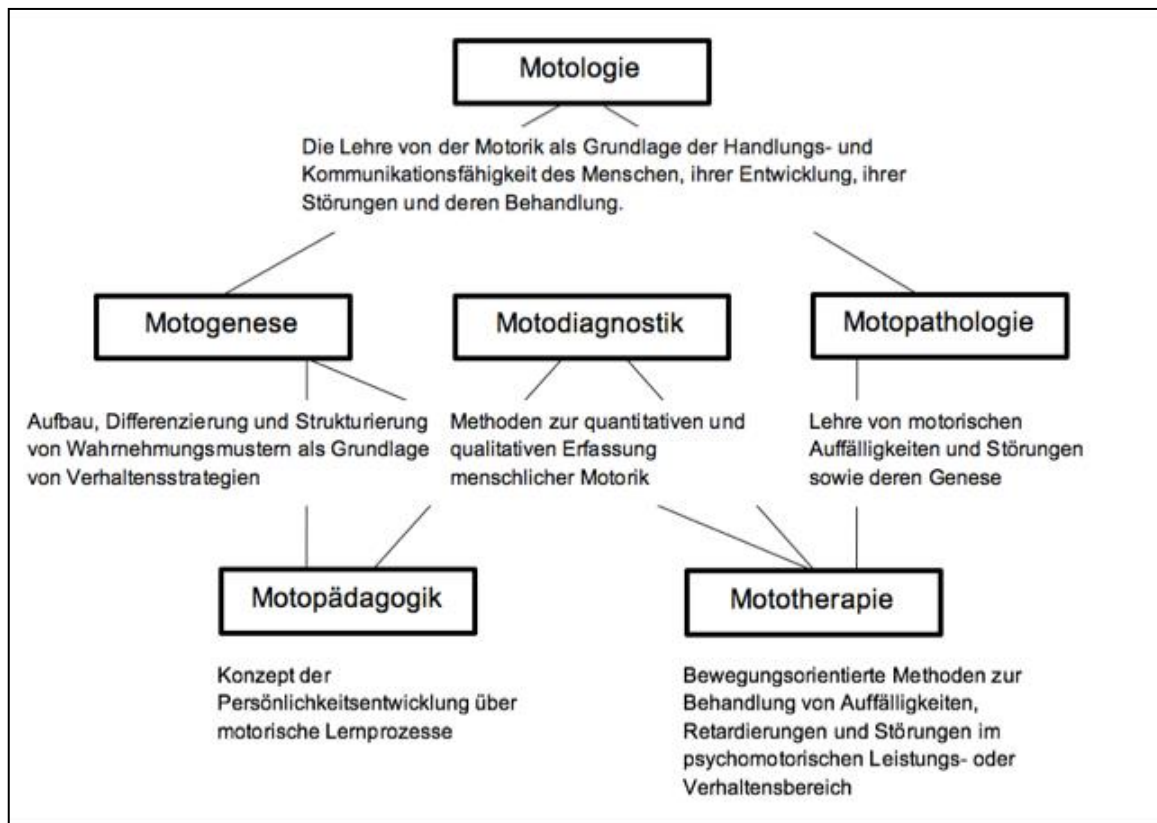 Motologie
Die Lehre von der Motorik als Grundlage der Handlungs- und
Kommunikationsfähigkeit des Menschen, ihrer Entwicklung, ihrer
Störungen und deren Behandlung.
Motogenese
Motodiagnostik
Motopathologie
Aufbau, Differenzierung und Strukturierung
von Wahrnehmungsmustern als Grundlage
von Verhaltensstrategien
Methoden zur quantitativen und
qualitativen Erfassung
menschlicher Motorik
Lehre von motorischen
Auffälligkeiten und Störungen
sowie deren Genese
Motopädagogik
Mototherapie
Konzept der
Persönlichkeitsentwicklung über
motorische Lernprozesse
Bewegungsorientierte Methoden zur
Behandlung von Auffälligkeiten,
Retardierungen und Störungen im
psychomotorischen Leistungs- oder
Verhaltensbereich